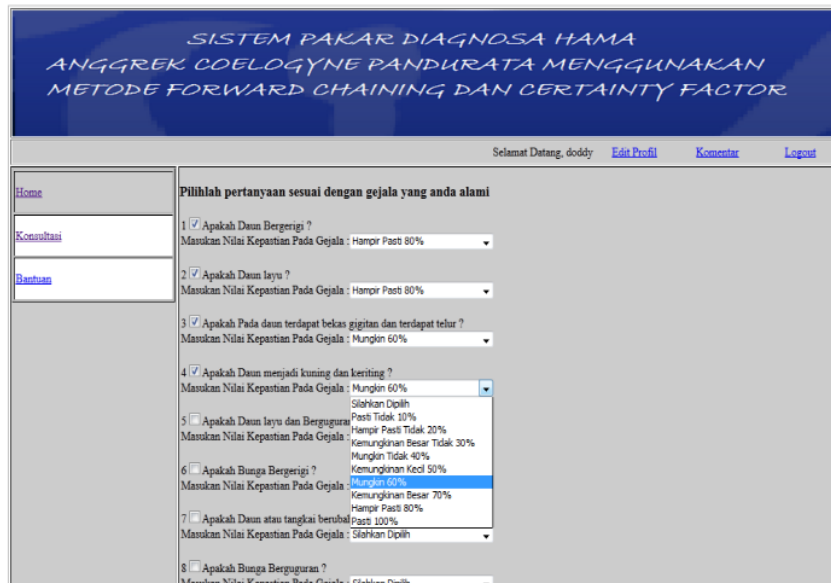 SISTEM PAKAR DIAGNOSA HAMA
ANGGREK COELOGYNE PANDURATA MENGGUNAKAN
METODE FORWARD CHAINING DAN CERTAINTY FACTOR
Selamat Datang, doddy Edit Profil Komentar Logout
Home
Konsultasi
Bantuan
Pilihlah pertanyaan sesuai dengan gejala yang anda alami
1 Apakah Daun Bergerigi ?
Masukan Nilai Kepastian Pada Gejala : Hampir Pasti 80%
2 Apakah Daun layu ?
Masukan Nilai Kepastian Pada Gejala : Hampir Pasti 80%
3 Apakah Pada daun terdapat bekas gigitan dan terdapat telur ?
Masukan Nilai Kepastian Pada Gejala : Mungkin 60%
4 Apakah Daun menjadi kuning dan keriting ?
Masukan Nilai Kepastian Pada Gejala : Mungkin 60%
Silahkan Dipilih
Pasti Tidak 10%
Hampir Pasti Tidak 20%
Kemungkinan Besar Tidak 30%
Mungkin Tidak 40%
Kemungkinan Kecil 50%
Mungkin 60%
Kemungkinan Besar 70%
Hampir Pasti 80%
Pasti 100%
5 Apakah Daun layu dan
Masukan Nilai Kepastian Pada Gejala :
6 Apakah Bunga Bergerigi ?
Masukan Nilai Kepastian Pada Gejala :
7 Apakah Daun atau tangkai
Masukan Nilai Kepastian Pada Gejala : Silahkan Dipilih
8 Apakah Bunga Berguguran ?
Masukan Nilai Kepastian Pada Gejala : Silahkan Dipilih